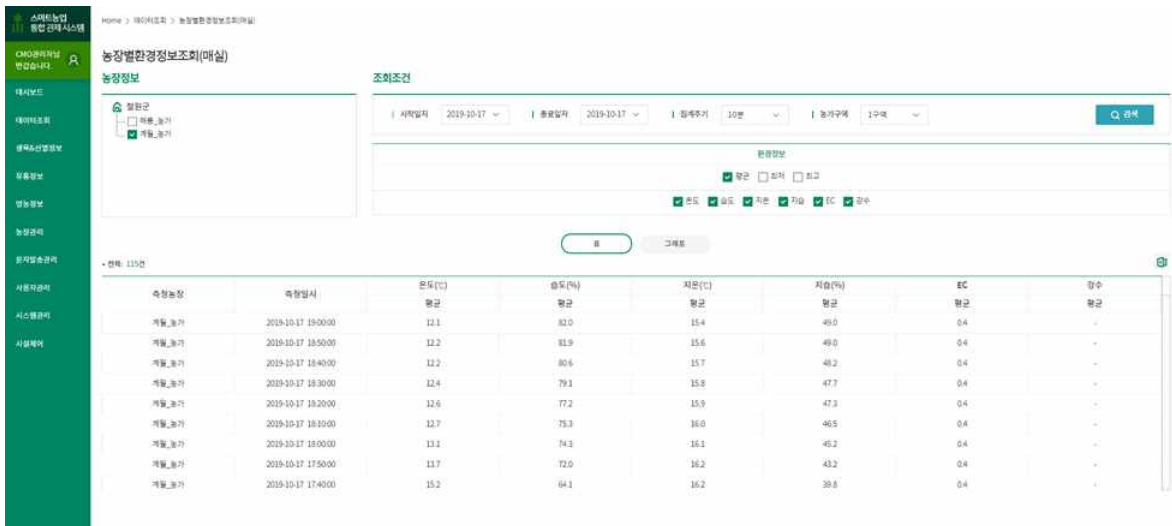 스마트농업
통합 관제 시스템
Home > 데이터조회 > 농장별환경정보조회(매실)
CMO관리자님
반갑습니다.
대시보드
데이터조회
생육&선별정보
유통정보
영농정보
농장관리
문자발송관리
사용자관리
시스템관리
시설제어
농장별환경정보조회(매실)
농장정보
철원군
해룡_농가
계월_농가
조회조건
시작일자 2019-10-17 종료일자 2019-10-17 집계주기 10분 농가구역 1구역 검색
환경정보
평균 최저 최고
온도 습도 지온 지습 EC 강수
표 그래프
• 전체: 115건
측정농장 측정일시 온도(℃) 습도(%) 지온(℃) 지습(%) EC 강수
평균 평균 평균 평균 평균 평균
계월_농가 2019-10-17 19:00:00 12.1 82.0 15.4 49.0 0.4 -
계월_농가 2019-10-17 18:50:00 12.2 81.9 15.6 49.0 0.4 -
계월_농가 2019-10-17 18:40:00 12.2 80.6 15.7 48.2 0.4 -
계월_농가 2019-10-17 18:30:00 12.4 79.1 15.8 47.7 0.4 -
계월_농가 2019-10-17 18:20:00 12.6 77.2 15.9 47.3 0.4 -
계월_농가 2019-10-17 18:10:00 12.7 75.3 16.0 46.5 0.4 -
계월_농가 2019-10-17 18:00:00 13.1 74.3 16.1 45.2 0.4 -
계월_농가 2019-10-17 17:50:00 13.7 72.0 16.2 43.2 0.4 -
계월_농가 2019-10-17 17:40:00 15.2 64.1 16.2 39.8 0.4 -